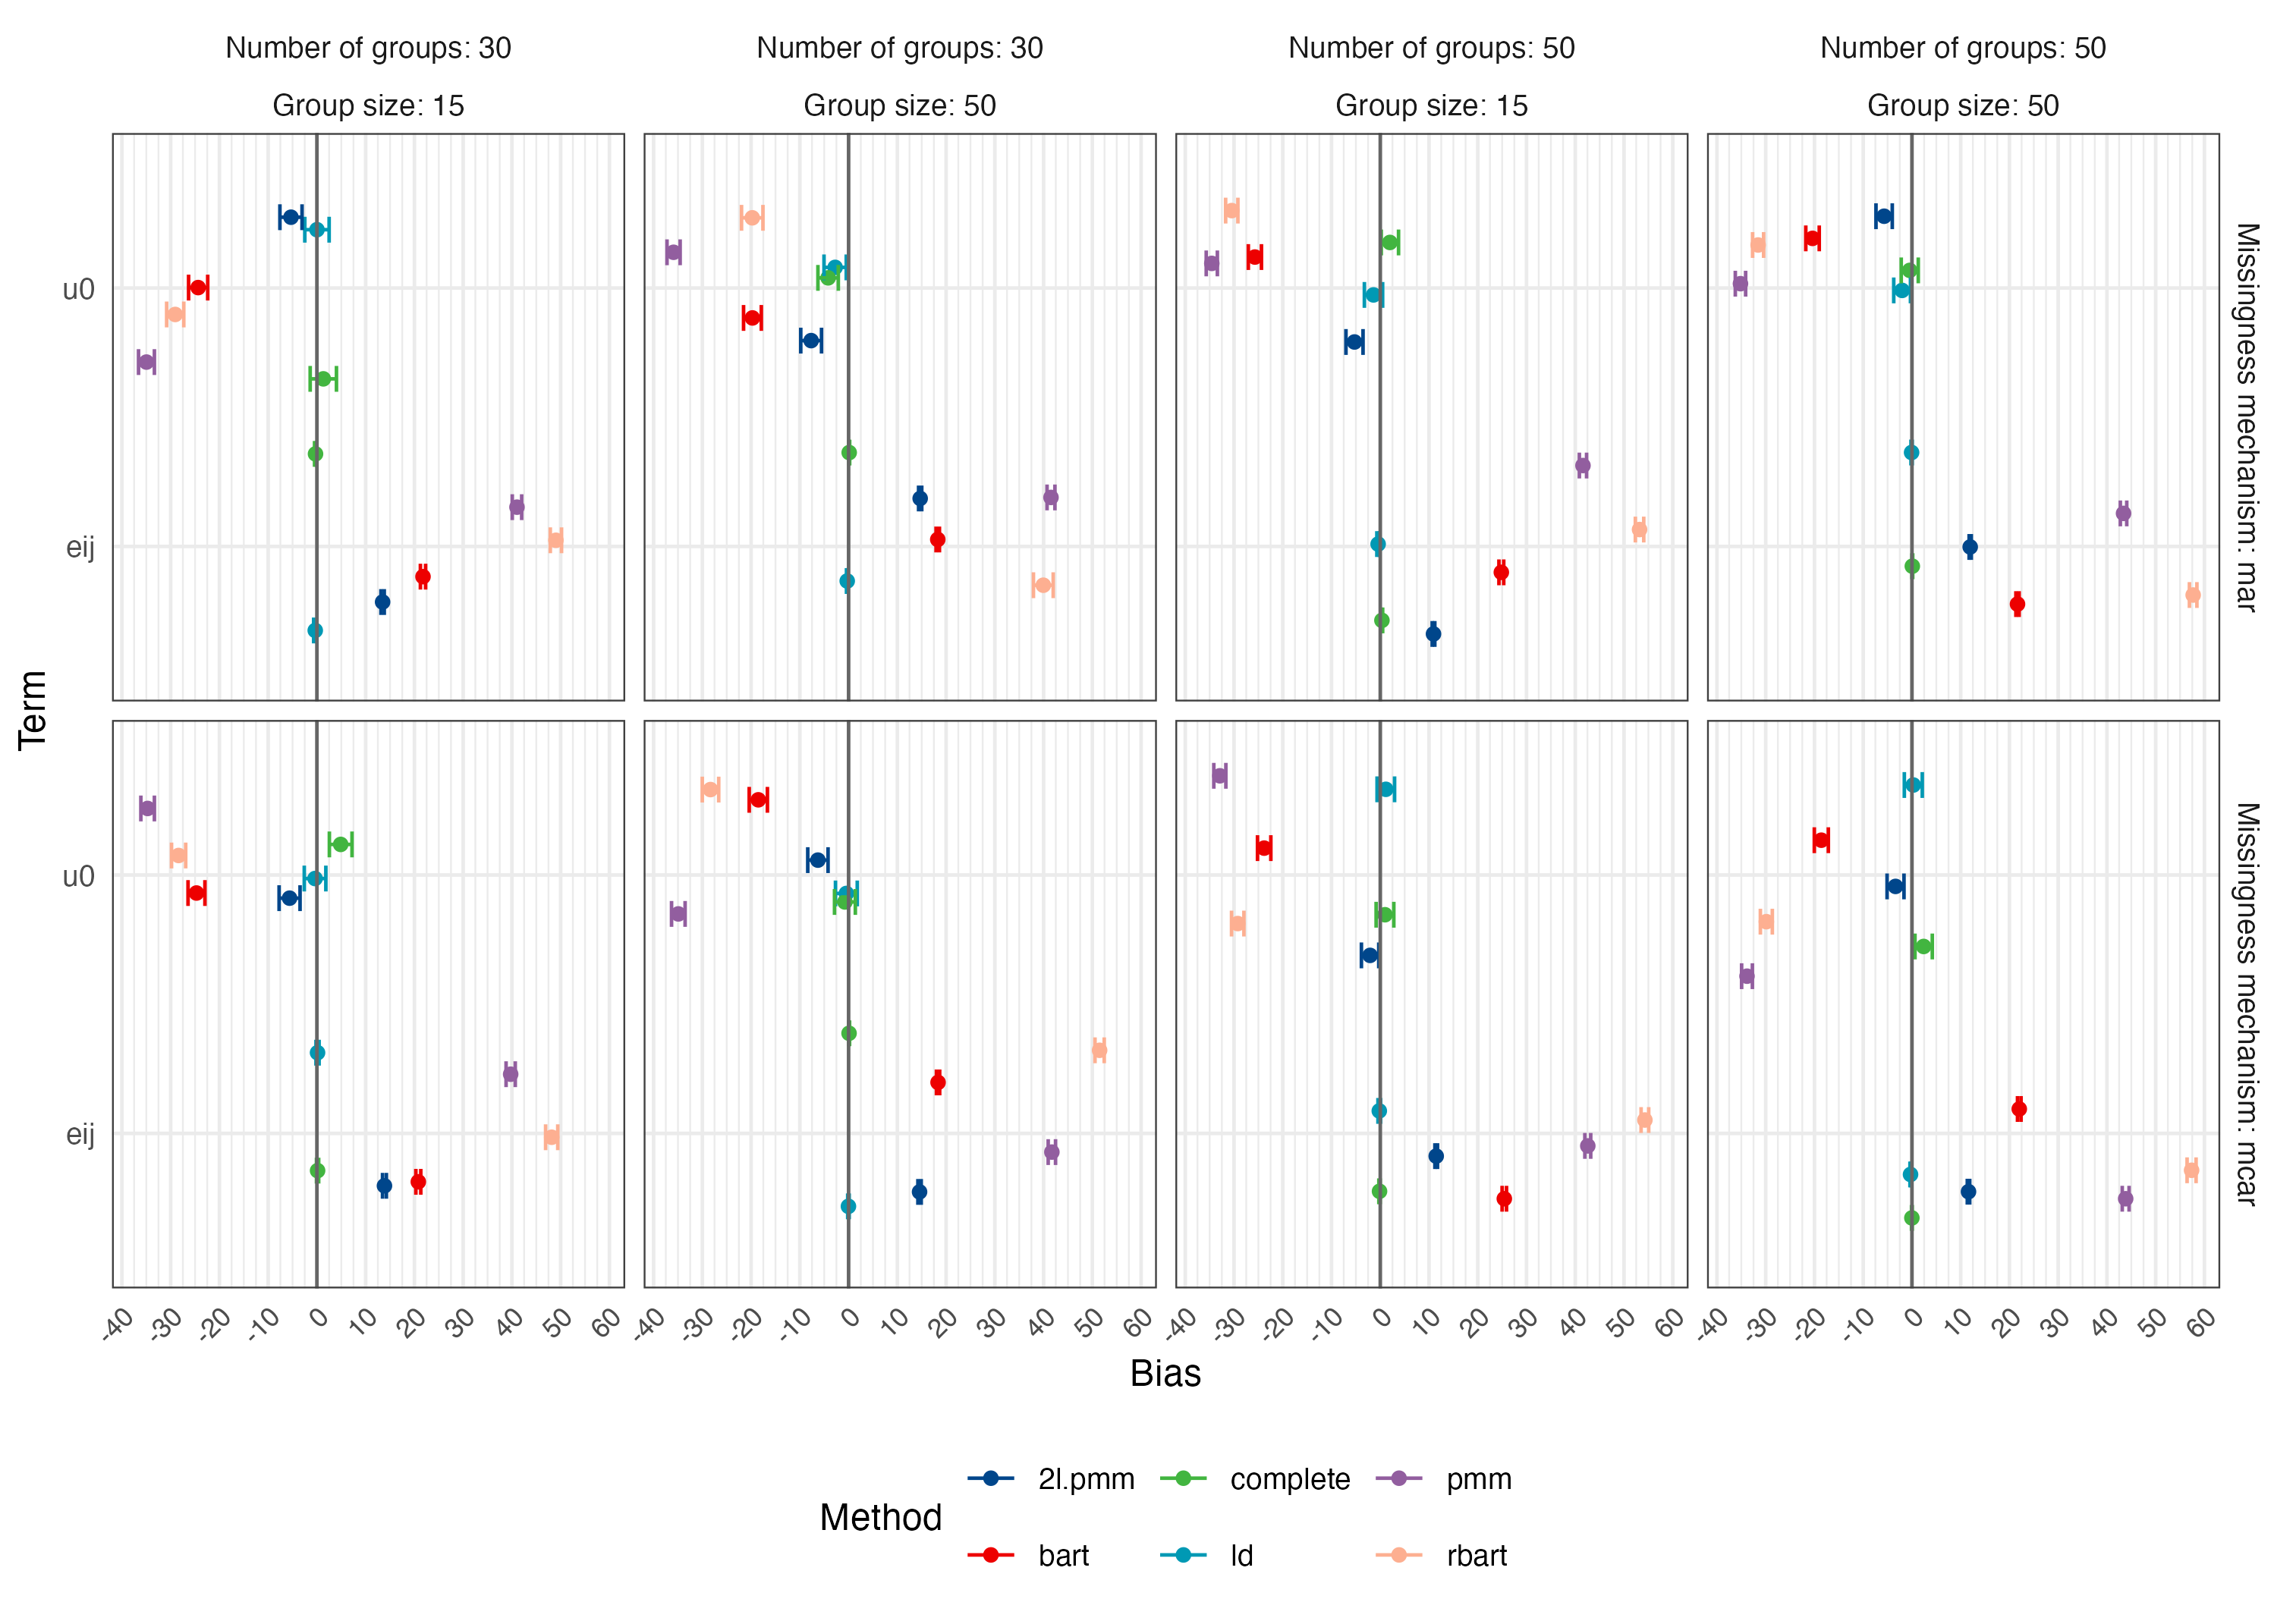 Number of groups: 30 Number of groups: 30 Number of groups: 50 Number of groups: 50
Group size: 15 Group size: 50 Group size: 15 Group size: 50
u0
eij
Missingness mechanism: mar
Term
u0
eij
Missingness mechanism: mcar
-40 -30 -20 -10 0 10 20 30 40 50 60 -40 -30 -20 -10 0 10 20 30 40 50 60 -40 -30 -20 -10 0 10 20 30 40 50 60 -40 -30 -20 -10 0 10 20 30 40 50 60
Bias
Method
2l.pmm complete pmm
bart ld rbart